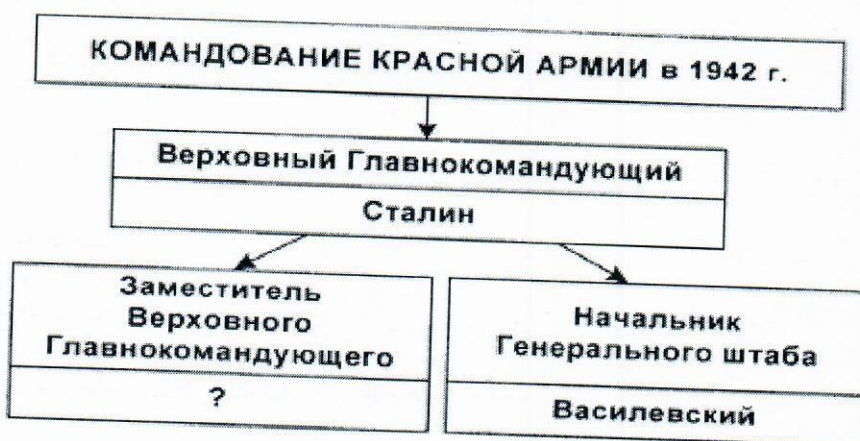 КОМАНДОВАНИЕ КРАСНОЙ АРМИИ в 1942 г.
Верховный Главнокомандующий
Сталин
Заместитель
Верховного
Главнокомандующего
?
Начальник
Генерального штаба
Василевский